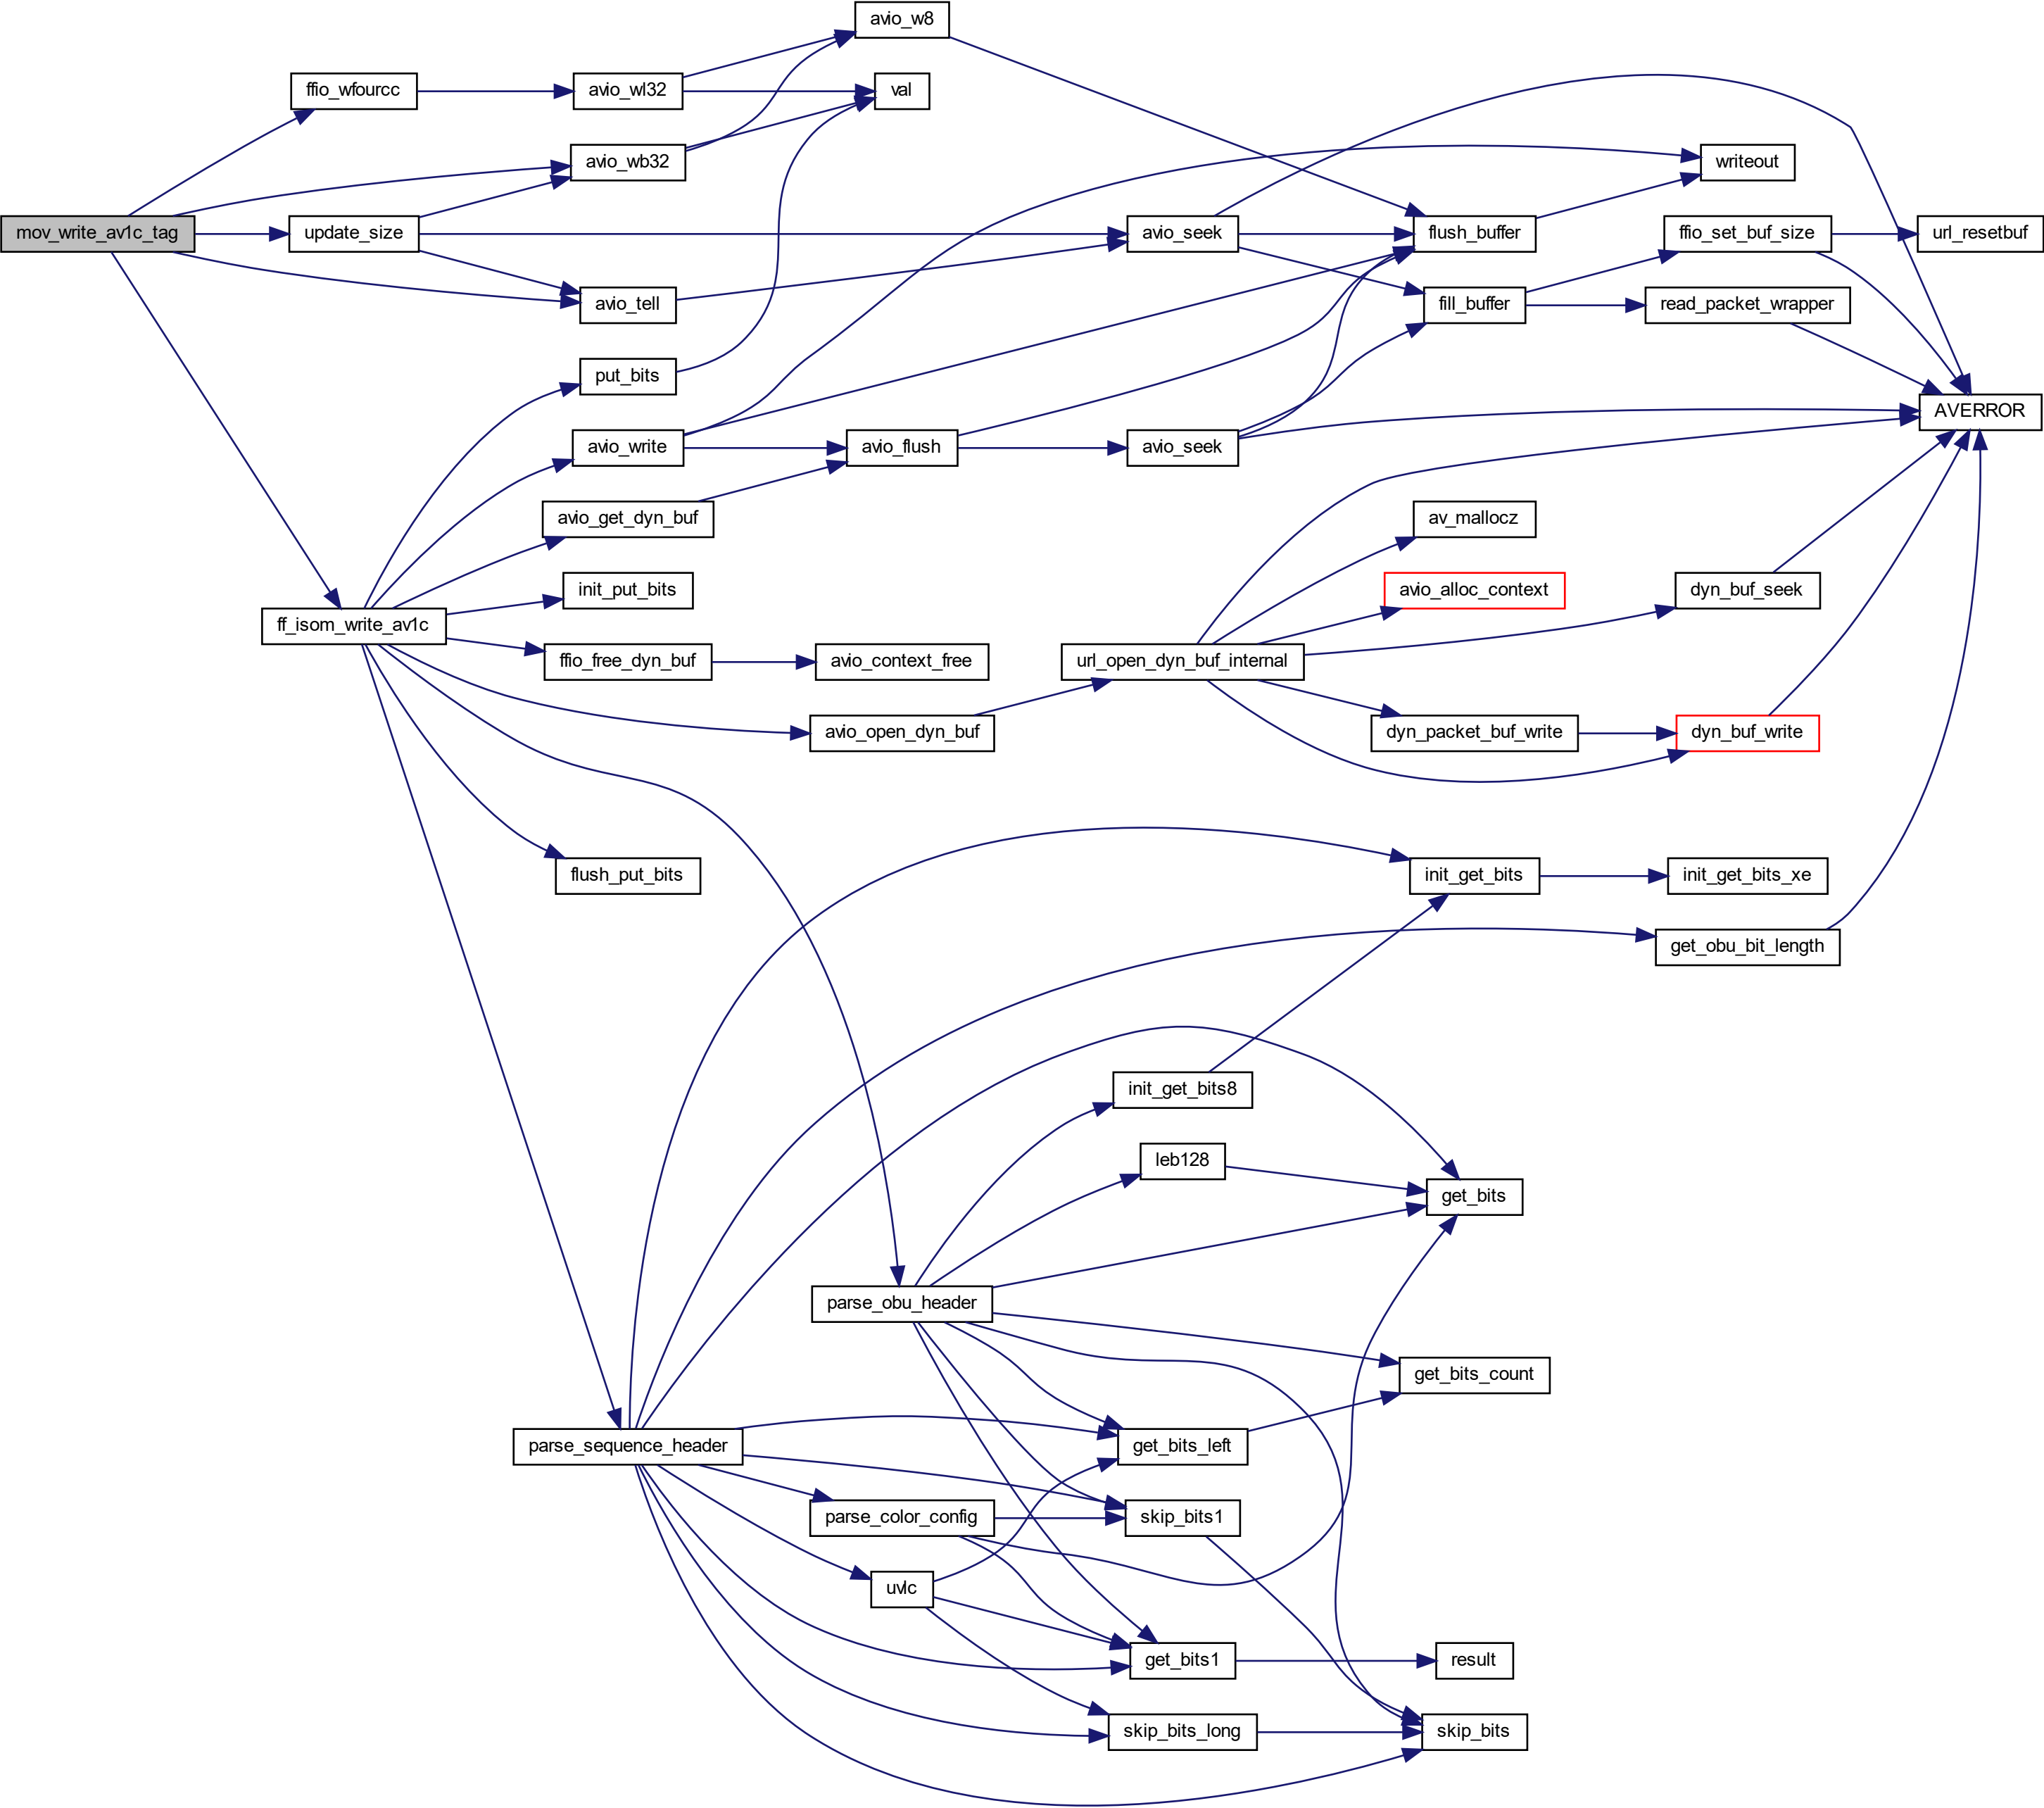 avio_w8
ffio_wfourcc
avio_wl32
val
avio_wb32
writeout
mov_write_av1c_tag
update_size
avio_seek
flush_buffer
ffio_set_buf_size
url_resetbuf
avio_tell
fill_buffer
read_packet_wrapper
put_bits
AVERROR
avio_write
avio_flush
avio_seek
avio_get_dyn_buf
av_mallocz
init_put_bits
avio_alloc_context
dyn_buf_seek
ff_isom_write_av1c
ffio_free_dyn_buf
avio_context_free
url_open_dyn_buf_internal
avio_open_dyn_buf
dyn_packet_buf_write
dyn_buf_write
flush_put_bits
init_get_bits
init_get_bits_xe
get_obu_bit_length
init_get_bits8
leb128
get_bits
parse_obu_header
get_bits_count
parse_sequence_header
get_bits_left
parse_color_config
skip_bits1
uvlc
get_bits1
result
skip_bits_long
skip_bits